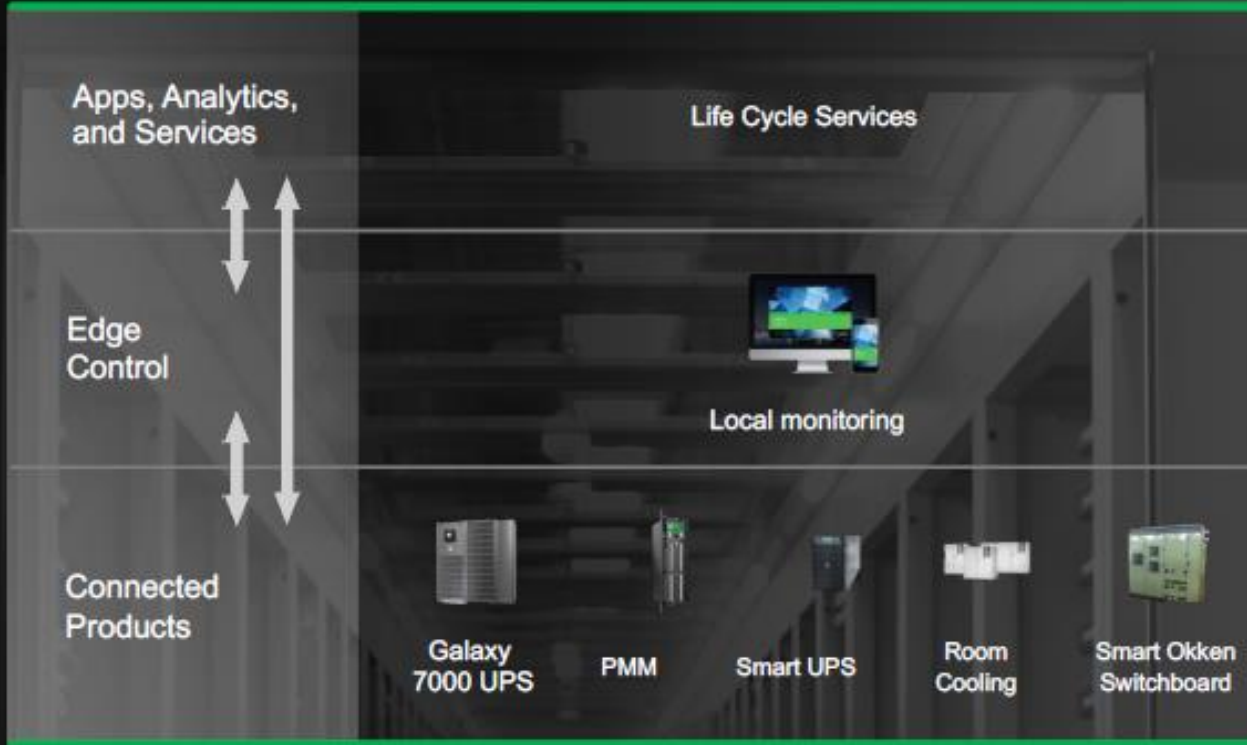 Apps, Analytics,
and Services
Life Cycle Services
Edge
Control
Local monitoring
Connected
Products
Galaxy
7000 UPS
PMM
Smart UPS
Room
Cooling
Smart Okken
Switchboard